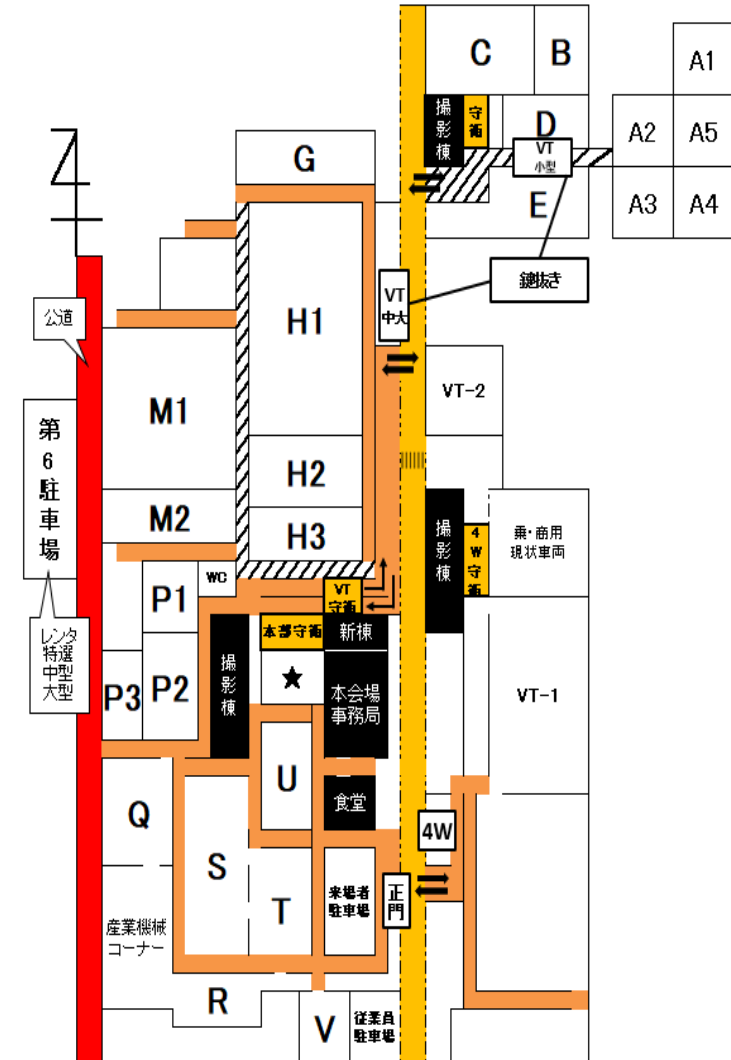 C
B
A1
撮影棟
守衛
D
A2
A5
VT
小型
G
A3
A4
E
鍵抜き
VT
中大
公道
H1
M1
VT-2
第6駐車場
H2
M2
H3
撮影棟
4W守衛
乗・商用
現状車両
WC
P1
VT
守衛
本部守衛
新棟
レンタ
特選
中型
大型
P3
P2
撮影棟
★
本会場
事務局
VT-1
U
食堂
Q
4W
S
T
来場者
駐車場
正門
産業機械
コーナー
R
V
従業員
駐車場